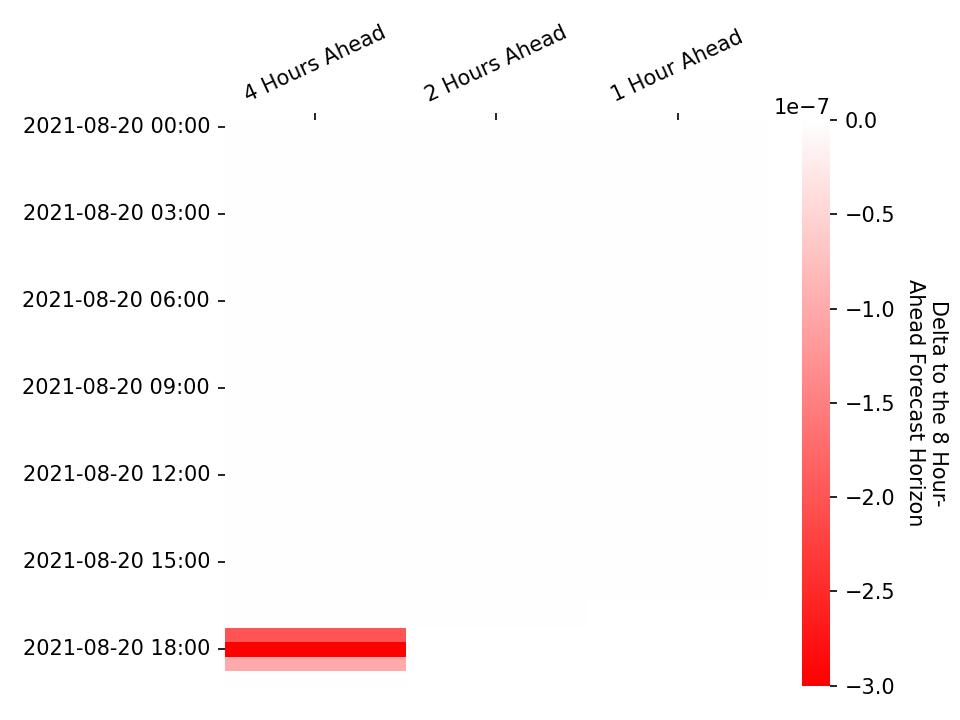 4 Hours Ahead
2 Hours Ahead
1 Hour Ahead
2021-08-20 00:00
2021-08-20 03:00
2021-08-20 06:00
2021-08-20 09:00
2021-08-20 12:00
2021-08-20 15:00
2021-08-20 18:00
1e−7
0.0
−0.5
−1.0
−1.5
−2.0
−2.5
−3.0
Delta to the 8 Hour-
Ahead Forecast Horizon